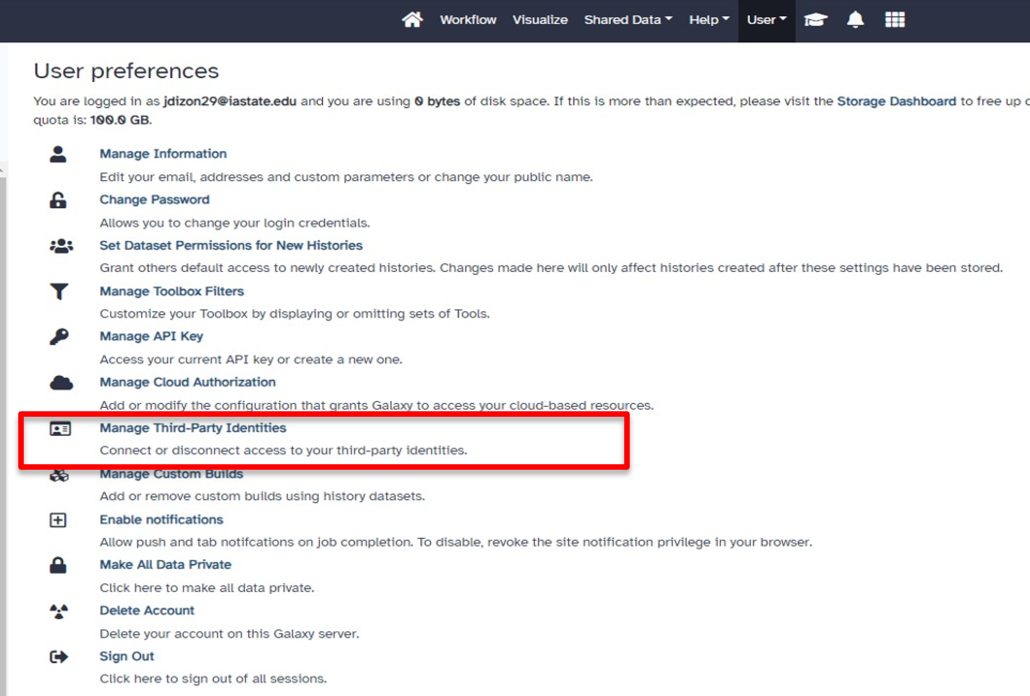 Workflow Visualize Shared Data Help User
User preferences
You are logged in as jdizon29@iastate.edu and you are using 0 bytes of disk space. If this is more than expected, please visit the Storage Dashboard to free up
quota is: 100.0 GB.
Manage Information
Edit your email, addresses and custom parameters or change your public name.
Change Password
Allows you to change your login credentials.
Set Dataset Permissions for New Histories
Grant others default access to newly created histories. Changes made here will only affect histories created after these settings have been stored.
Manage Toolbox Filters
Customize your Toolbox by displaying or omitting sets of Tools.
Manage API Key
Access your current API key or create a new one.
Manage Cloud Authorization
Add or modify the configuration that grants Galaxy to access your cloud-based resources.
Manage Third-Party Identities
Connect or disconnect access to your third-party identities.
Manage Custom Builds
Add or remove custom builds using history datasets.
Enable notifications
Allow push and tab notifcations on job completion. To disable, revoke the site notification privilege in your browser.
Make All Data Private
Click here to make all data private.
Delete Account
Delete your account on this Galaxy server.
Sign Out
Click here to sign out of all sessions.